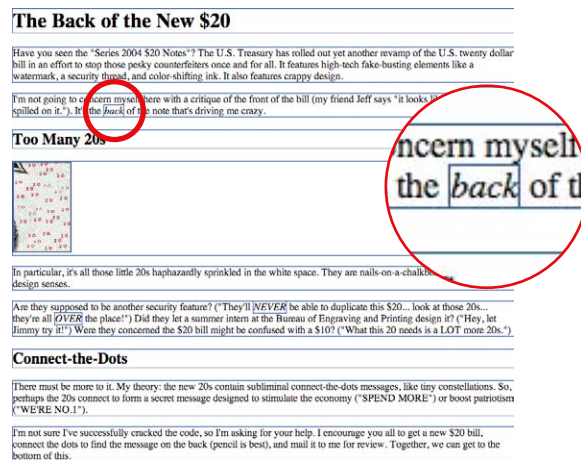 The Back of the New $20
Have you seen the "Series 2004 $20 Notes"? The U.S. Treasury has rolled out yet another revamp of the U.S. twenty dollar
bill in an effort to stop those pesky counterfeiters once and for all. It features high-tech fake-busting elements like a
watermark, a security thread, and color-shifting ink. It also features crappy design.
I'm not going to concern myself here with a critique of the front of the bill (my friend Jeff says "it looks
spilled on it."). It's the back of the note that's driving me crazy.
ncern myself
the back of th
Too Many 20s
In particular, it's all those little 20s haphazardly sprinkled in the white space. They are nails-on-a-chalkb
design senses.
Are they supposed to be another security feature? ("They'll NEVER be able to duplicate this $20... look at those 20s...
they're all OVER the place!") Did they let a summer intern at the Bureau of Engraving and Printing design it? ("Hey, let
Jimmy try it!") Were they concerned the $20 bill might be confused with a $10? ("What this 20 needs is a LOT more 20s.")
Connect-the-Dots
There must be more to it. My theory: the new 20s contain subliminal connect-the-dots messages, like tiny constellations. So,
perhaps the 20s connect to form a secret message designed to stimulate the economy ("SPEND MORE") or boost patriotism
("WE'RE NO.1").
I'm not sure I've successfully cracked the code, so I'm asking for your help. I encourage you all to get a new $20 bill,
connect the dots to find the message on the back (pencil is best), and mail it to me for review. Together, we can get to the
bottom of this.